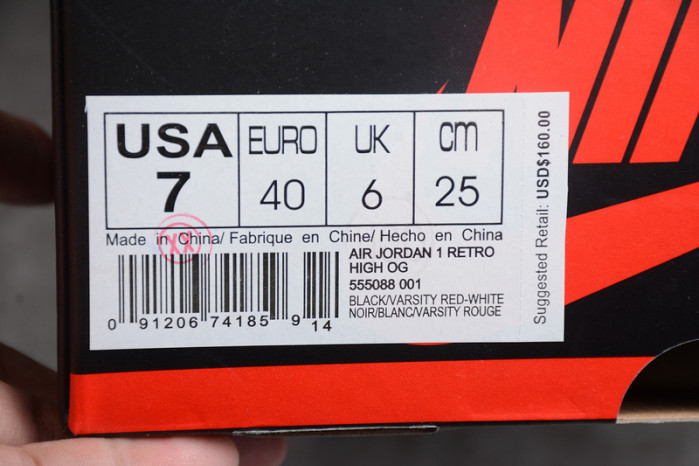 NIKE
USA EURO UK cm
7 40 6 25
Made in China/ Fabrique en Chine/ Hecho en China
XX
AIR JORDAN 1 RETRO
HIGH OG
555088 001
BLACK/VARSITY RED-WHITE
NOIR/BLANC/VARSITY ROUGE
0 91206 74185 9 14
Suggested Retail: USD$160.00